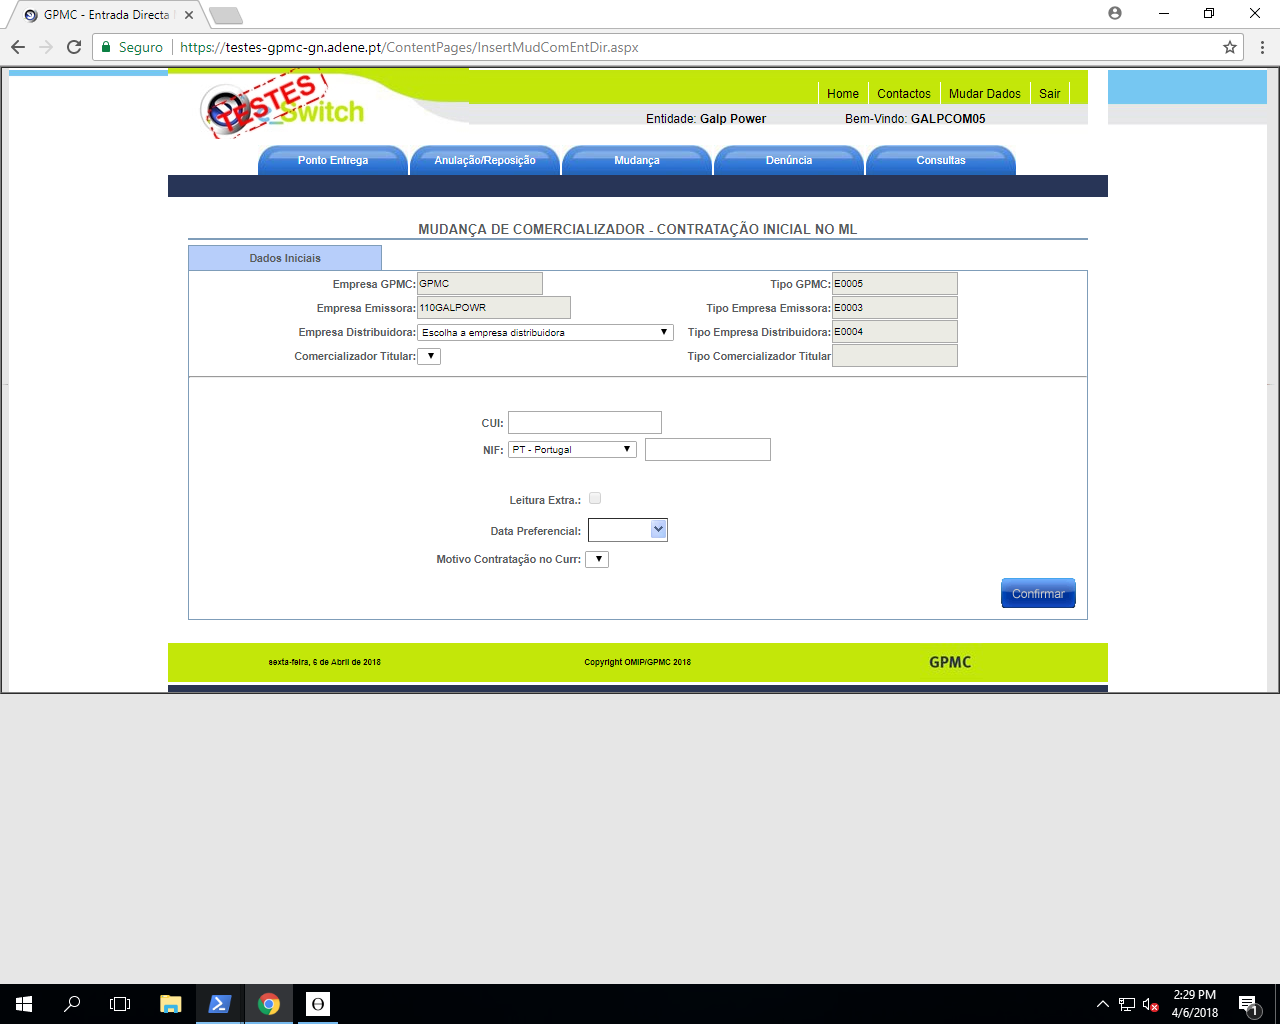 GPMC - Entrada Directa
Seguro https://testes-gpmc-gn.adene.pt/ContentPages/InsertMudComEntDir.aspx
TESTES
_Switch
Home Contactos Mudar Dados Sair
Entidade: Galp Power Bem-Vindo: GALPCOM05
Ponto Entrega Anulação/Reposição Mudança Denúncia Consultas
MUDANÇA DE COMERCIALIZADOR - CONTRATAÇÃO INICIAL NO ML
Dados Iniciais
Empresa GPMC: GPMC Tipo GPMC: E0005
Empresa Emissora: 110GALPOWR Tipo Empresa Emissora: E0003
Empresa Distribuidora: Escolha a empresa distribuidora Tipo Empresa Distribuidora: E0004
Comercializador Titular: Tipo Comercializador Titular
CUI:
NIF: PT - Portugal
Leitura Extra.:
Data Preferencial:
Motivo Contratação no Curr:
Confirmar
sexta-feira, 6 de Abril de 2018 Copyright OMIP/GPMC 2018 GPMC
2:29 PM
4/6/2018
1